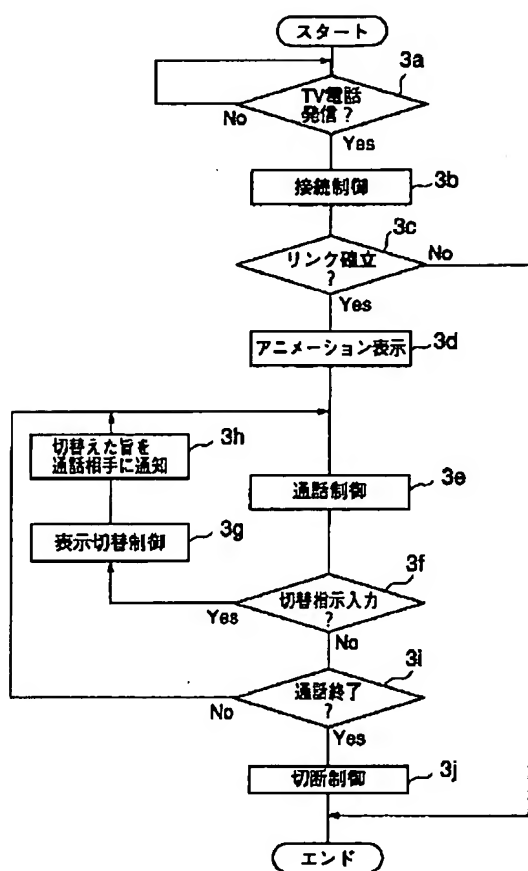 スタート
3a
TV電話
発信?
No
Yes
接続制御
3b
3c
リンク確立
?
No
Yes
アニメーション表示
3d
切替えた旨を
通話相手に通知
3h
通話制御
3e
表示切替制御
3g
3f
切替指示入力
?
Yes
No
3i
通話終了
?
No
Yes
切断制御
3j
エンド